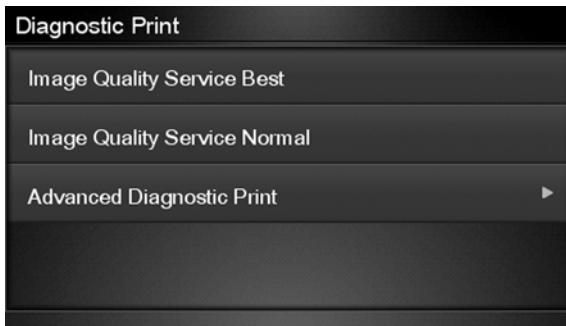 Diagnostic Print
Image Quality Service Best
Image Quality Service Normal
Advanced Diagnostic Print